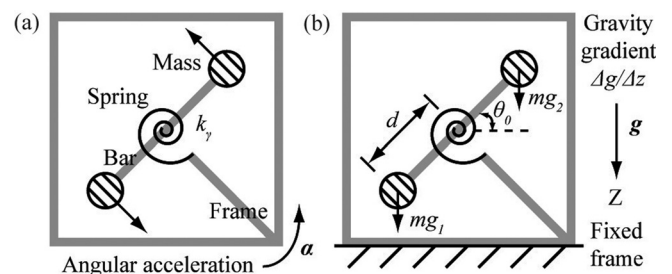 (a)
Mass
Spring
k_γ
Bar
Frame
Angular acceleration
α
(b)
d
θ_0
mg_2
mg_1
Gravity
gradient
Δg/Δz
g
Z
Fixed
frame